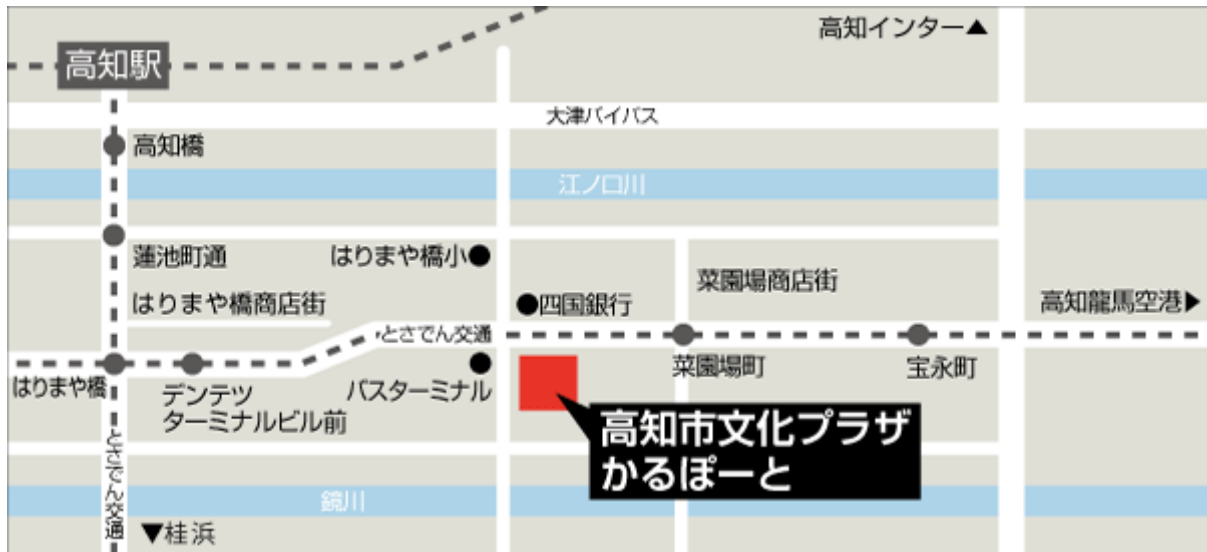 高知インター▲
高知駅
大津バイパス
高知橋
江ノ口川
蓮池町通
はりまや橋小●
はりまや橋商店街
●四国銀行
菜園場商店街
高知龍馬空港▶
とさでん交通
はりまや橋
デンテツ
ターミナルビル前
バスターミナル
菜園場町
宝永町
高知市文化プラザ
かるぽーと
とさでん交通
鏡川
▼桂浜